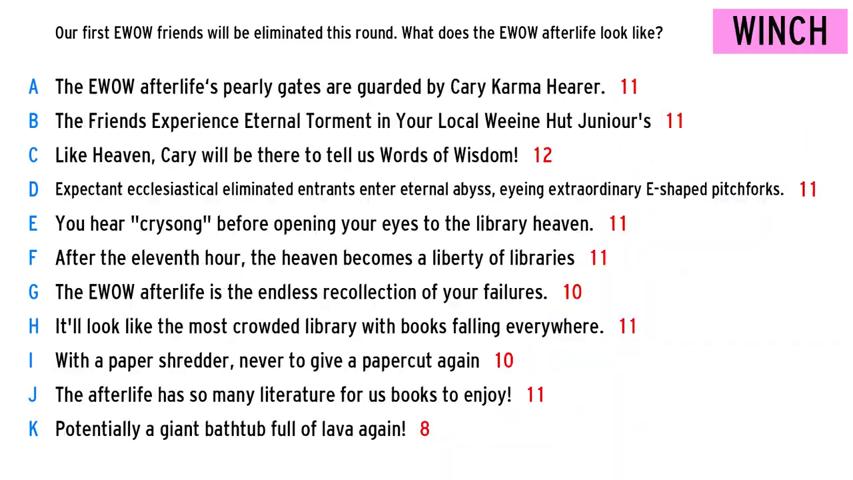 Our first EWOW friends will be eliminated this round. What does the EWOW afterlife look like?
WINCH
A The EWOW afterlife‘s pearly gates are guarded by Cary Karma Hearer. 11
B The Friends Experience Eternal Torment in Your Local Weeine Hut Juniour's 11
C Like Heaven, Cary will be there to tell us Words of Wisdom! 12
D Expectant ecclesiastical eliminated entrants enter eternal abyss, eyeing extraordinary E-shaped pitchforks. 11
E You hear "crysong" before opening your eyes to the library heaven. 11
F After the eleventh hour, the heaven becomes a liberty of libraries 11
G The EWOW afterlife is the endless recollection of your failures. 10
H It'll look like the most crowded library with books falling everywhere. 11
I With a paper shredder, never to give a papercut again 10
J The afterlife has so many literature for us books to enjoy! 11
K Potentially a giant bathtub full of lava again! 8